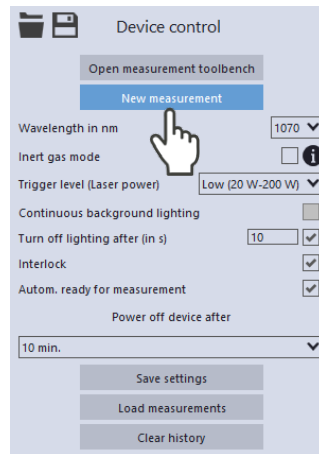 Device control
Open measurement toolbench
New measurement
Wavelength in nm 1070
Inert gas mode i
Trigger level (Laser power) Low (20 W-200 W)
Continuous background lighting
Turn off lighting after (in s) 10
Interlock
Autom. ready for measurement
Power off device after
10 min.
Save settings
Load measurements
Clear history